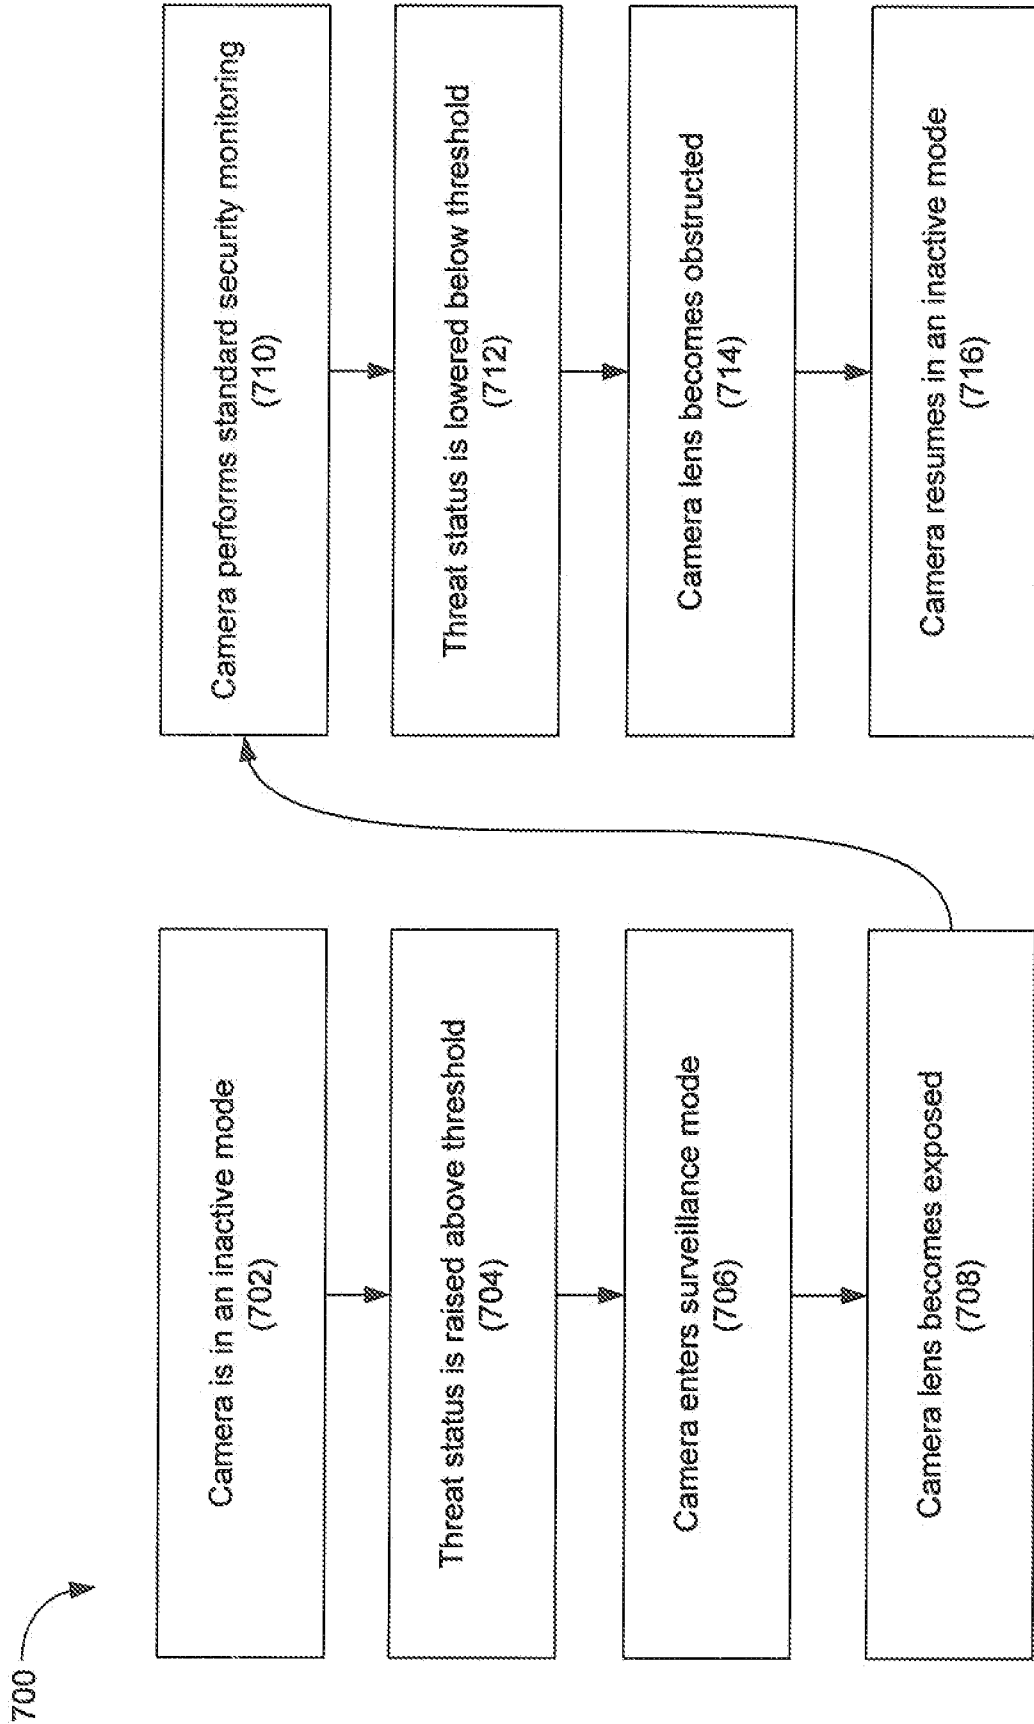 700
Camera is in an inactive mode
(702)
Threat status is raised above threshold
(704)
Camera enters surveillance mode
(706)
Camera lens becomes exposed
(708)
Camera performs standard security monitoring
(710)
Threat status is lowered below threshold
(712)
Camera lens becomes obstructed
(714)
Camera resumes in an inactive mode
(716)